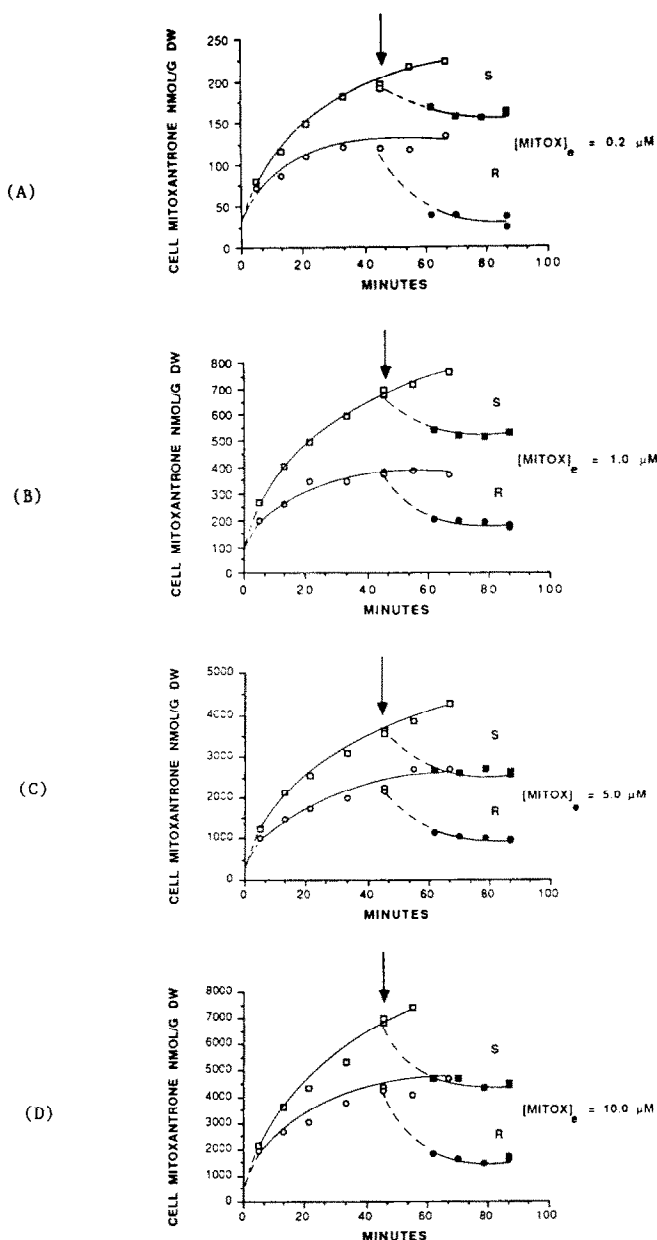 (A)
CELL MITOXANTRONE NMOL/G DW
250
200
150
100
50
0
0 20 40 60 80 100
MINUTES
S
[MITOX]e = 0.2 μM
R
(B)
CELL MITOXANTRONE NMOL/G DW
800
700
600
500
400
300
200
100
0
0 20 40 60 80 100
MINUTES
S
[MITOX]e = 1.0 μM
R
(C)
CELL MITOXANTRONE NMOL/G DW
5000
4000
3000
2000
1000
0
0 20 40 60 80 100
MINUTES
S
[MITOX]e = 5.0 μM
R
(D)
CELL MITOXANTRONE NMOL/G DW
8000
7000
6000
5000
4000
3000
2000
1000
0
0 20 40 60 80 100
MINUTES
S
[MITOX]e = 10.0 μM
R